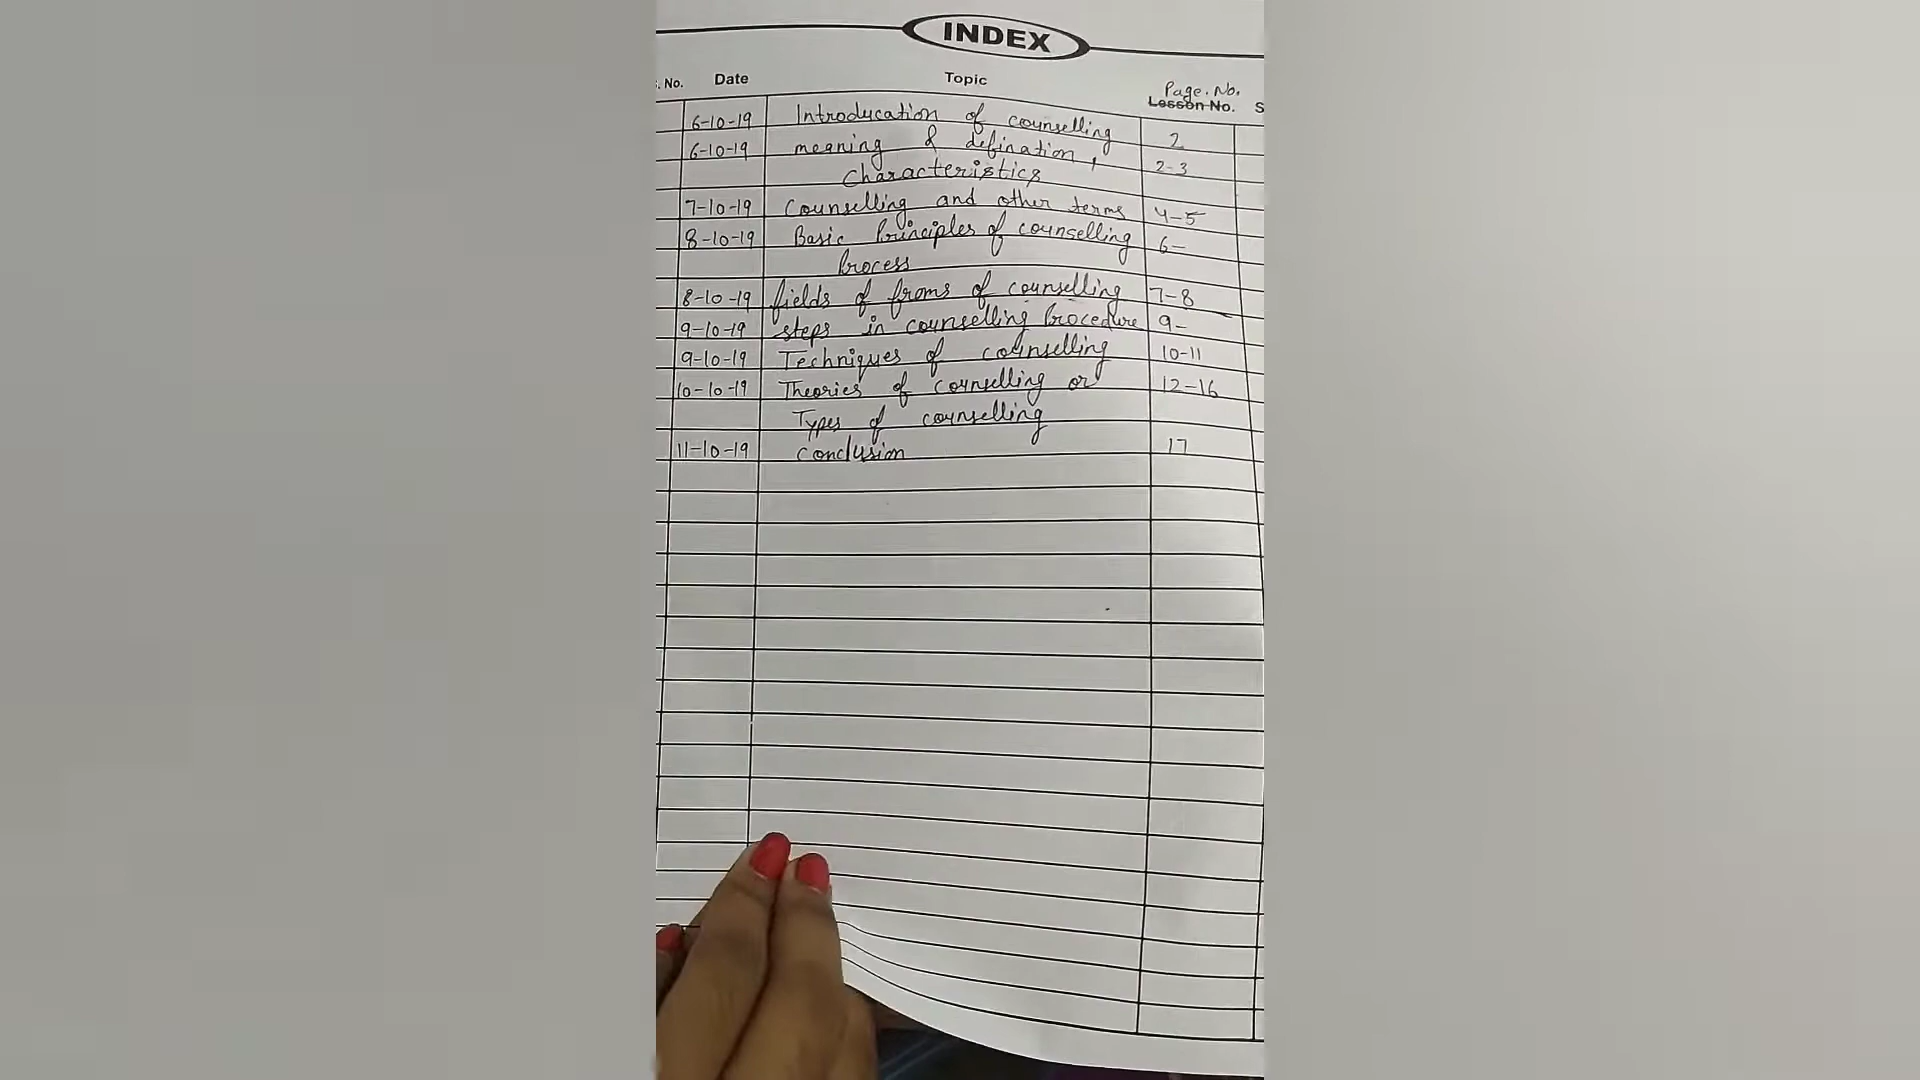 INDEX
. No. Date Topic Page. No.
Lesson No. S
6-10-19 Introducation of counselling 2
6-10-19 meaning & defination, 2-3
Characteristics
7-10-19 Counselling and other terms 4-5
8-10-19 Basic Principles of counselling 6-
Process
8-10-19 fields of froms of counselling 7-8
9-10-19 steps in counselling Procedure 9-
9-10-19 Techniques of counselling 10-11
10-10-19 Theories of counselling or 12-16
Types of counselling
11-10-19 conclusion 17